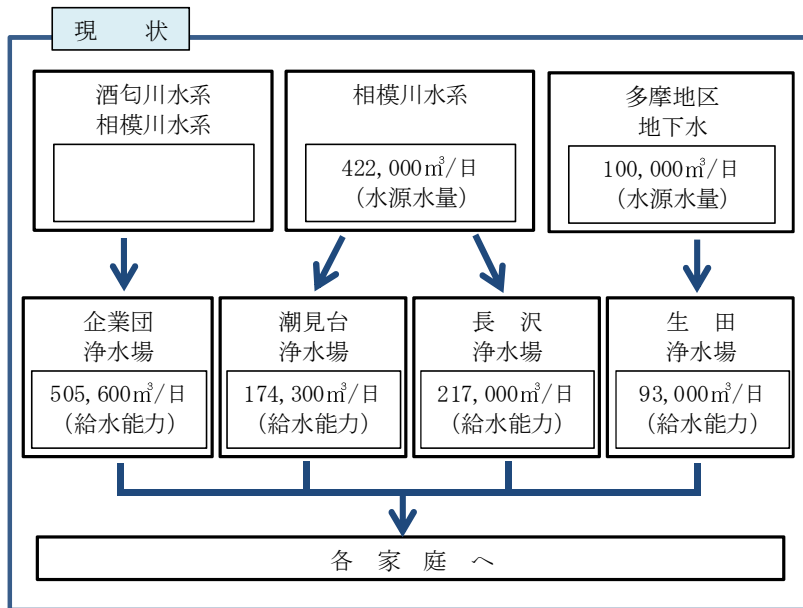 現　状
酒匂川水系
相模川水系
相模川水系
422,000㎥/日
(水源水量)
多摩地区
地下水
100,000㎥/日
(水源水量)
企業団
浄水場
505,600㎥/日
(給水能力)
潮見台
浄水場
174,300㎥/日
(給水能力)
長　沢
浄水場
217,000㎥/日
(給水能力)
生　田
浄水場
93,000㎥/日
(給水能力)
各　家　庭　へ